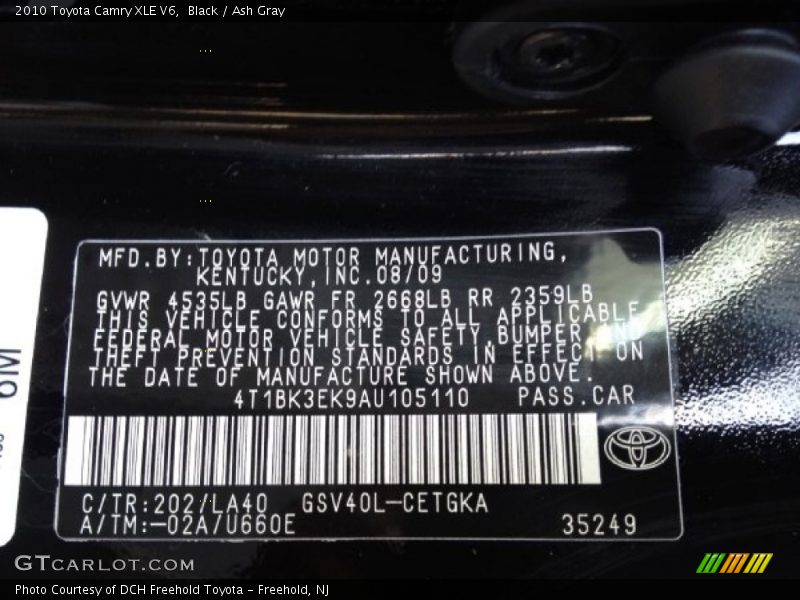 2010 Toyota Camry XLE V6,  Black / Ash Gray
MFD.BY:TOYOTA MOTOR MANUFACTURING,
KENTUCKY,INC.08/09
GVWR 4535LB GAWR FR 2668LB RR 2359LB
THIS VEHICLE CONFORMS TO ALL APPLICABLE
FEDERAL MOTOR VEHICLE SAFETY,BUMPER AND
THEFT PREVENTION STANDARDS IN EFFECT ON
THE DATE OF MANUFACTURE SHOWN ABOVE.
4T1BK3EK9AU105110 PASS.CAR
C/TR:202/LA40 GSV40L-CETGKA
A/TM:-02A/U660E 35249
GTCARLOT.COM
Photo Courtesy of DCH Freehold Toyota - Freehold, NJ